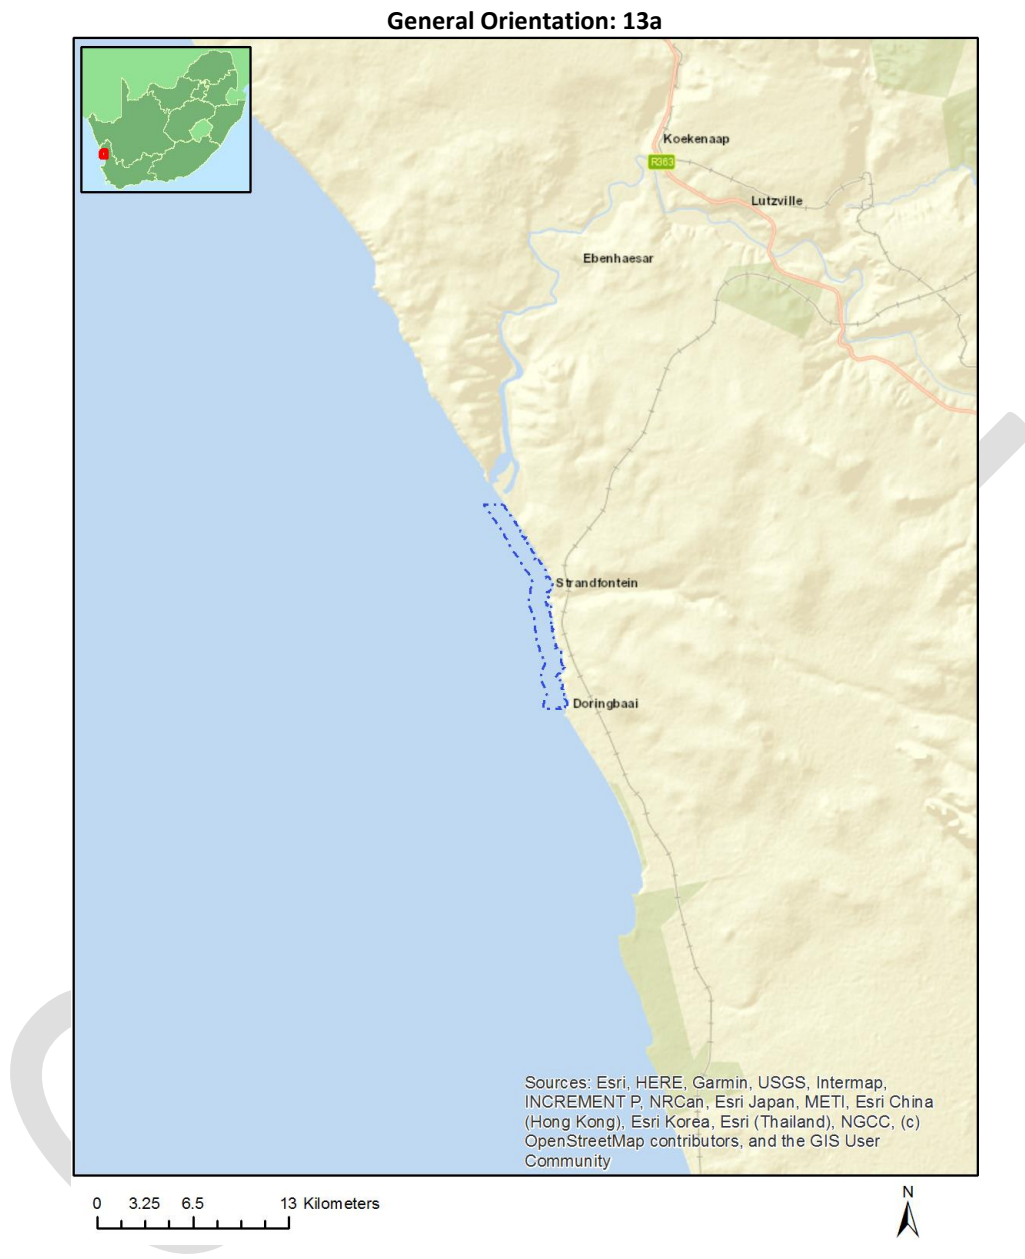 General Orientation: 13a
Koekenaap
R363
Lutzville
Ebenhaesar
Strandfontein
Doringbaai
Sources: Esri, HERE, Garmin, USGS, Intermap,
INCREMENT P, NRCan, Esri Japan, METI, Esri China
(Hong Kong), Esri Korea, Esri (Thailand), NGCC, (c)
OpenStreetMap contributors, and the GIS User
Community
0 3.25 6.5 13 Kilometers
N